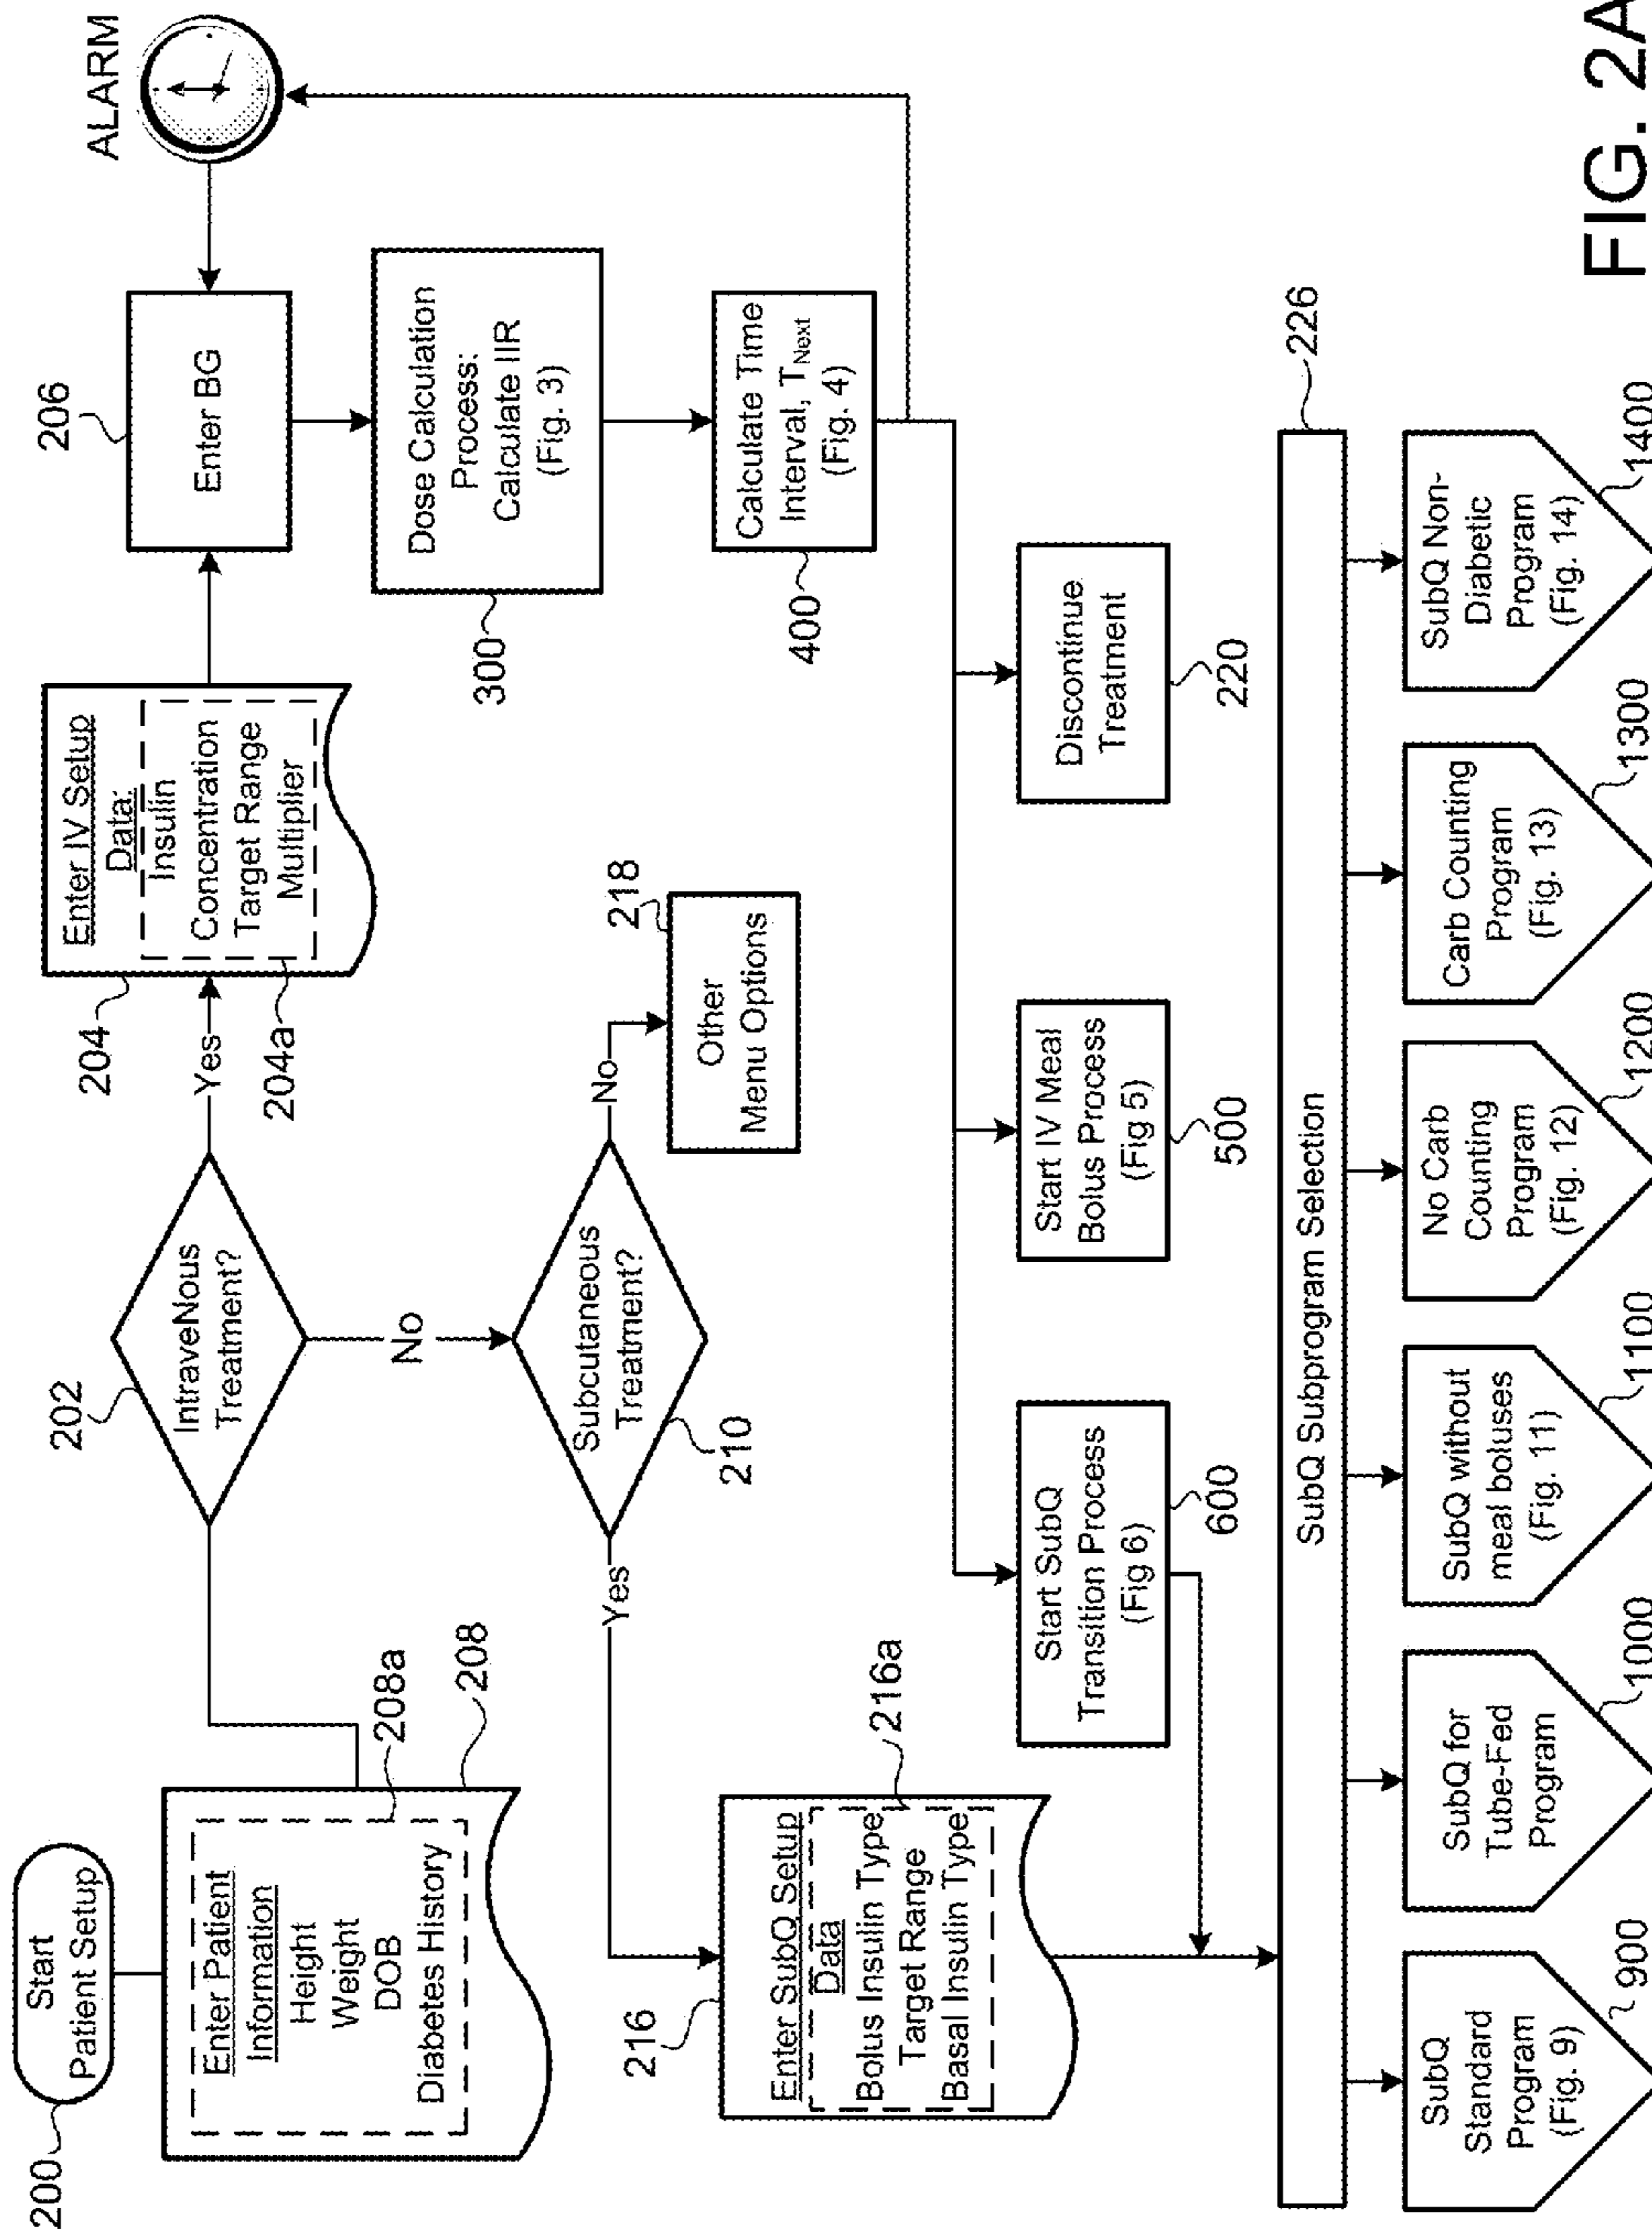 200
Start
Patient Setup
Enter Patient
Information
Height
Weight
DOB
Diabetes History
208a
208
202
IntraveNous
Treatment?
Yes
No
204
Enter IV Setup
Data:
Insulin
Concentration
Target Range
Multiplier
204a
206
Enter BG
ALARM
Dose Calculation
Process:
Calculate IIR
(Fig. 3)
300
Calculate Time
Interval, TNext
(Fig. 4)
400
Subcutaneous
Treatment?
210
Yes
No
218
Other
Menu Options
216
Enter SubQ Setup
Data
Bolus Insulin Type
Target Range
Basal Insulin Type
216a
Start SubQ
Transition Process
(Fig 6)
600
Start IV Meal
Bolus Process
(Fig 5)
500
Discontinue
Treatment
220
SubQ Subprogram Selection
226
SubQ
Standard
Program
(Fig. 9)
900
SubQ for
Tube-Fed
Program
1000
SubQ without
meal boluses
(Fig. 11)
1100
No Carb
Counting
Program
(Fig. 12)
1200
Carb Counting
Program
(Fig. 13)
1300
SubQ Non-
Diabetic
Program
(Fig. 14)
1400
FIG. 2A